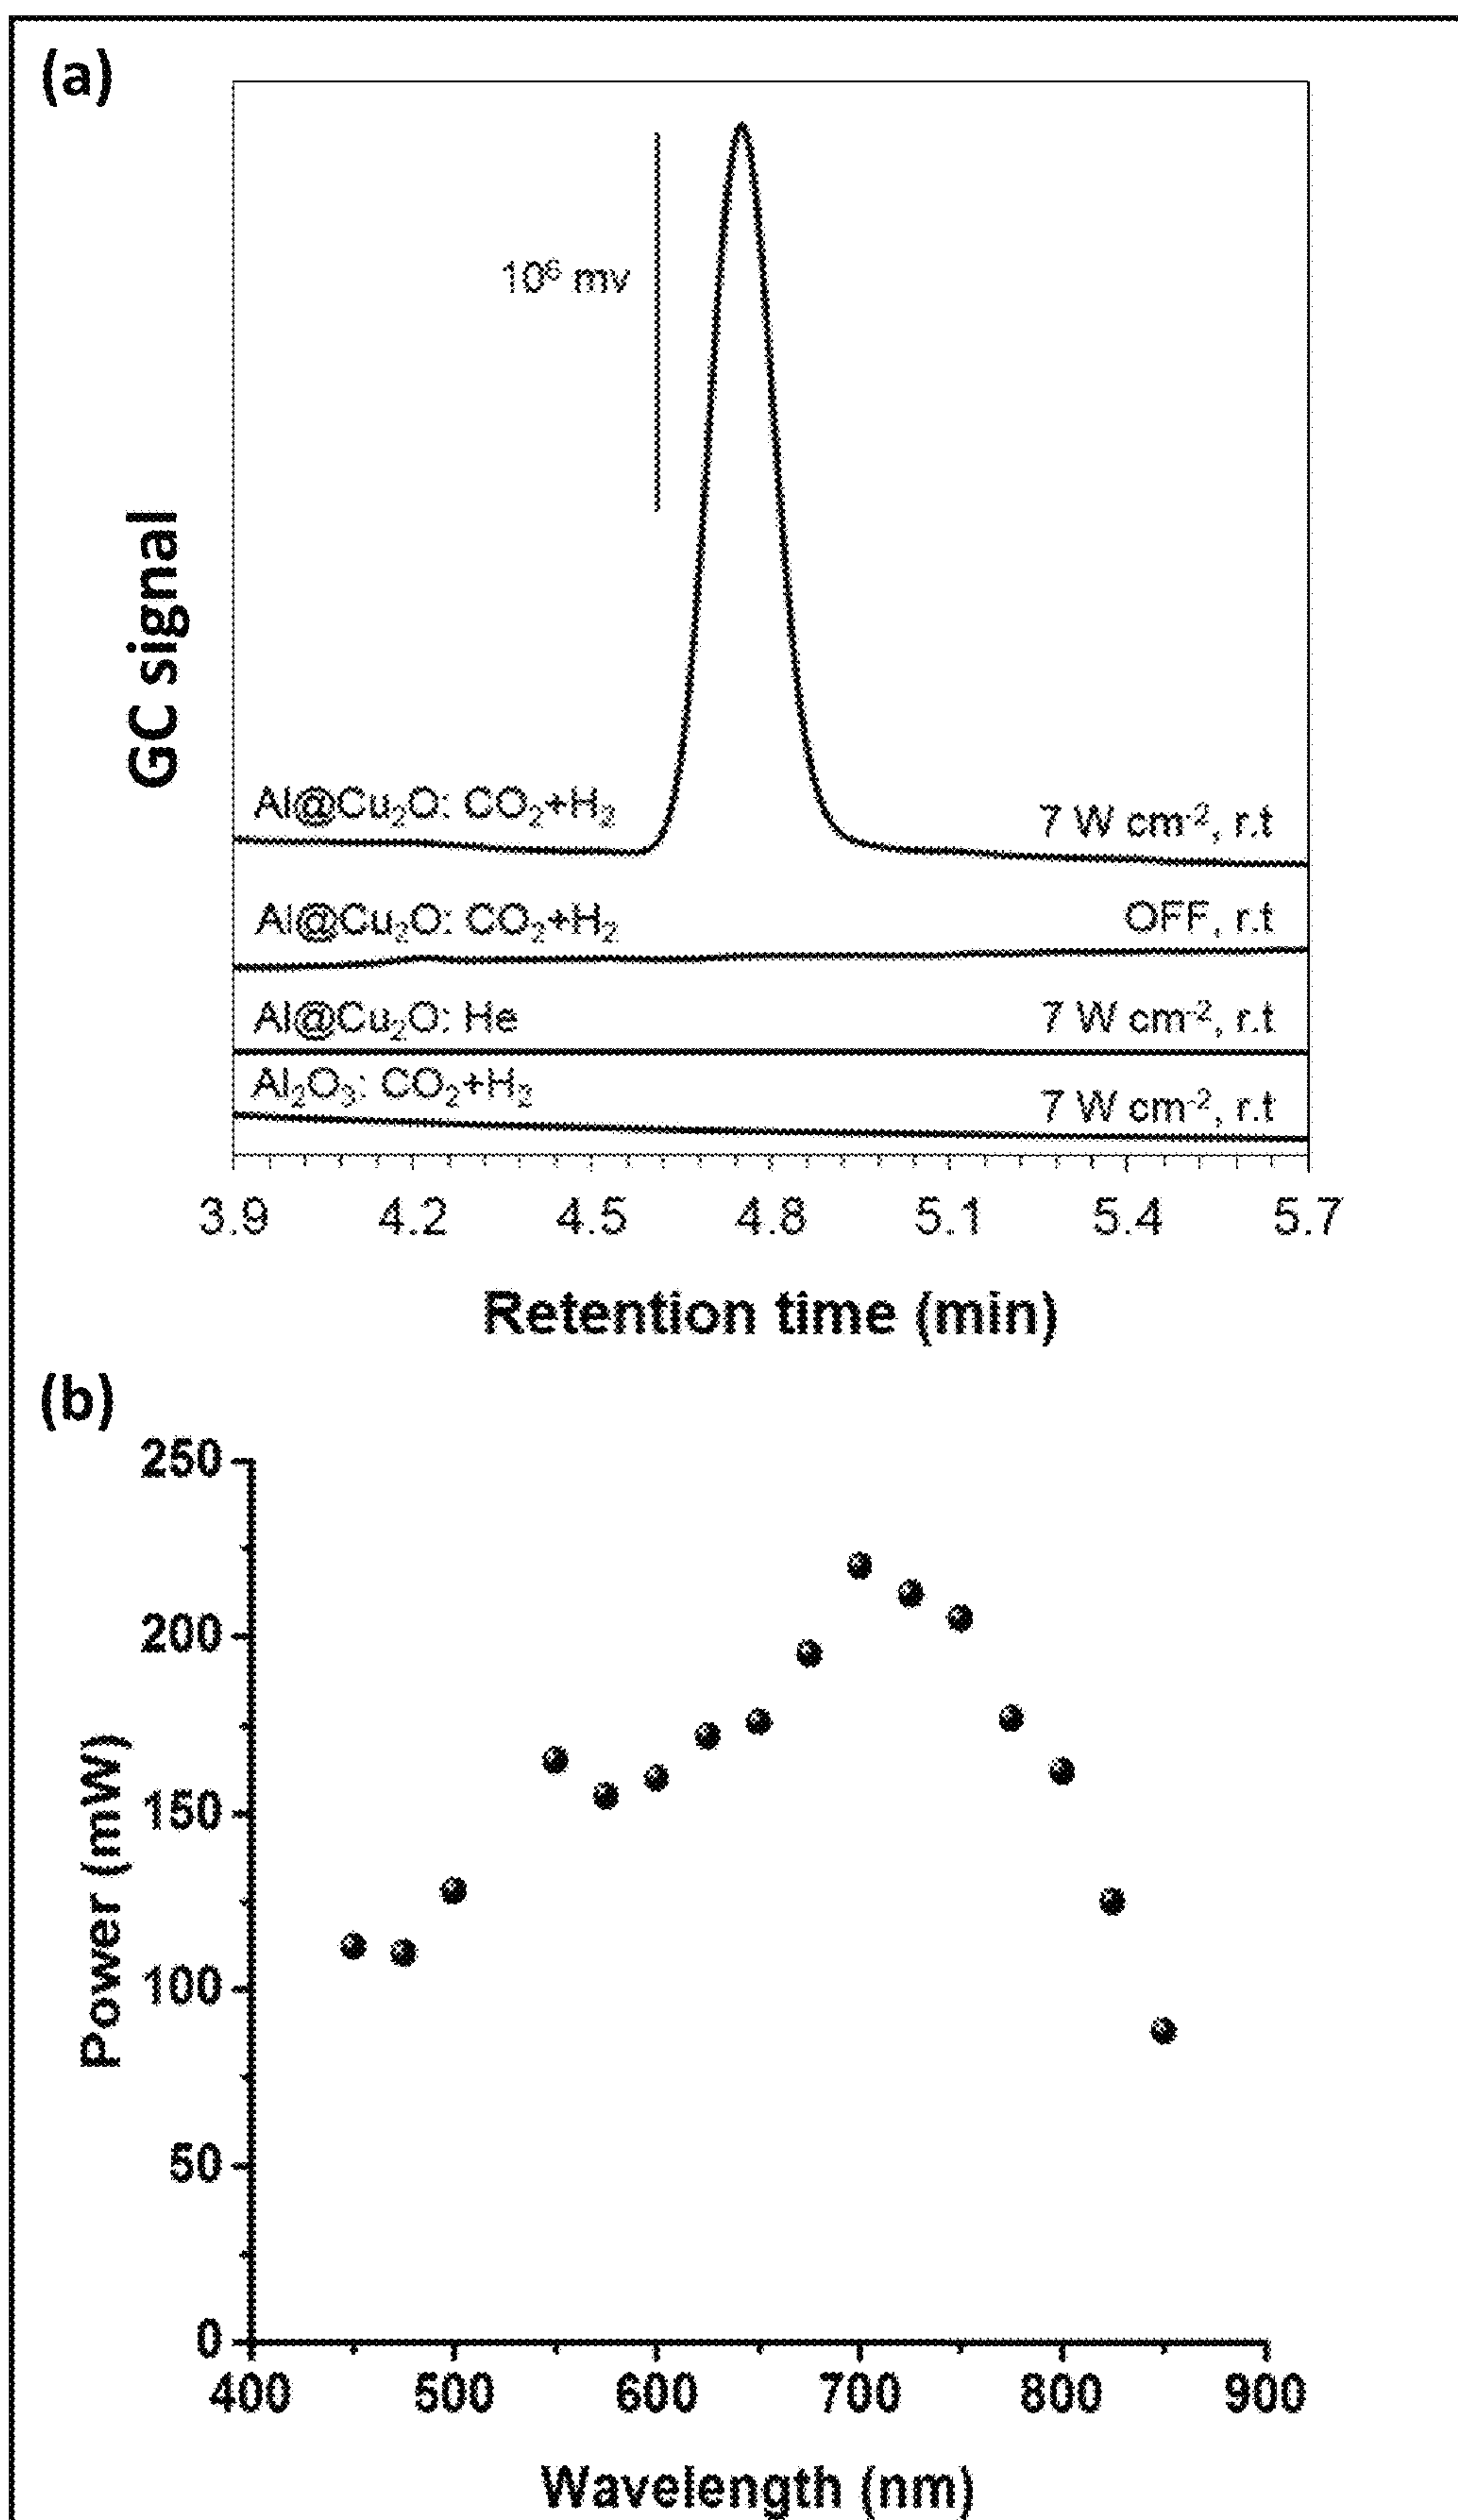 (a)
10⁶ mv
GC signal
Al@Cu₂O: CO₂+H₂
7 W cm⁻², r.t
Al@Cu₂O: CO₂+H₂
OFF, r.t
Al@Cu₂O: He
7 W cm⁻², r.t
Al₂O₃: CO₂+H₂
7 W cm⁻², r.t
3.9 4.2 4.5 4.8 5.1 5.4 5.7
Retention time (min)
(b)
250
200
150
100
50
0
Power (mW)
400 500 600 700 800 900
Wavelength (nm)